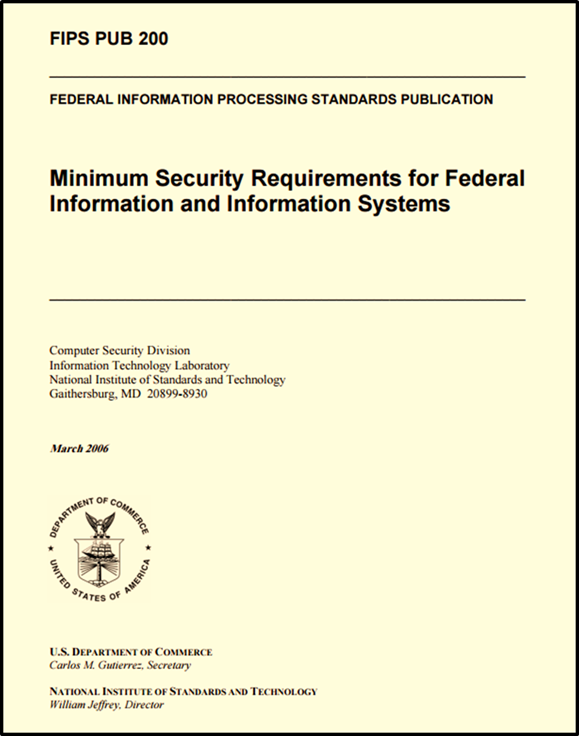 FIPS PUB 200
FEDERAL INFORMATION PROCESSING STANDARDS PUBLICATION
Minimum Security Requirements for Federal
Information and Information Systems
Computer Security Division
Information Technology Laboratory
National Institute of Standards and Technology
Gaithersburg, MD 20899-8930
March 2006
DEPARTMENT OF COMMERCE
UNITED STATES OF AMERICA
U.S. DEPARTMENT OF COMMERCE
Carlos M. Gutierrez, Secretary
NATIONAL INSTITUTE OF STANDARDS AND TECHNOLOGY
William Jeffrey, Director